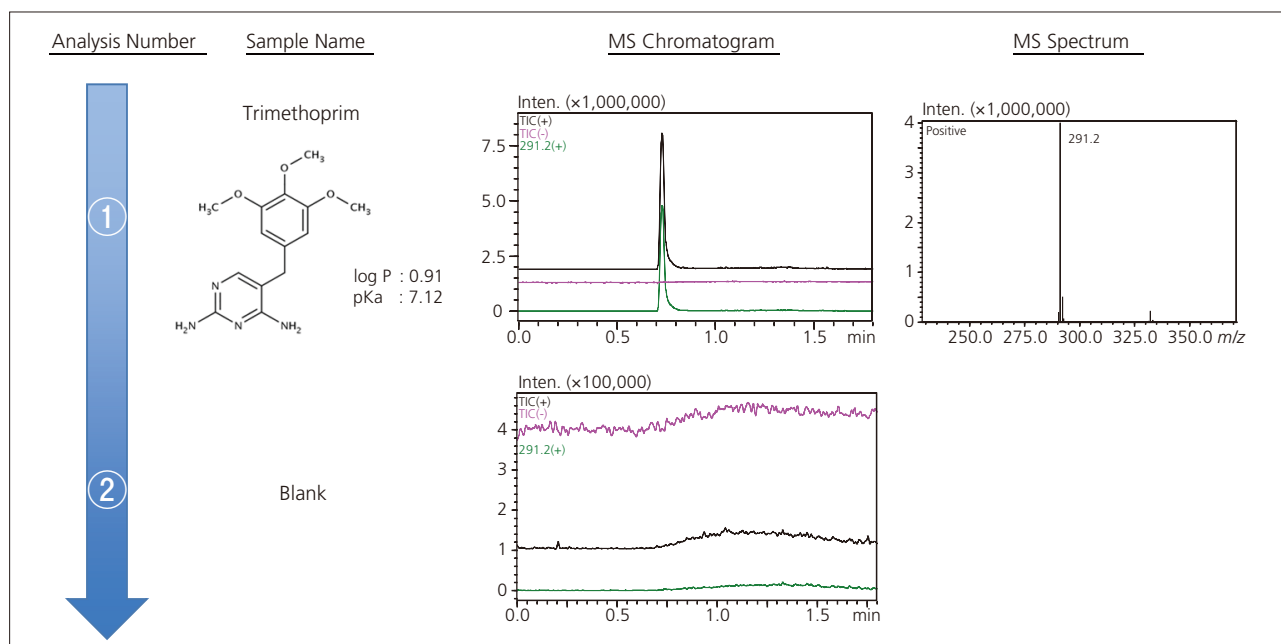 Analysis Number Sample Name MS Chromatogram MS Spectrum
①
Trimethoprim
CH₃
O
O
O
H₃C
CH₃
N
N
H₂N
NH₂
log P : 0.91
pKa : 7.12
Inten. (×1,000,000)
TIC(+)
TIC(-)
291.2(+)
7.5
5.0
2.5
0
0.0 0.5 1.0 1.5 min
Inten. (×1,000,000)
Positive
291.2
4
3
2
1
0
250.0 275.0 300.0 325.0 350.0 m/z
②
Blank
Inten. (×100,000)
TIC(+)
TIC(-)
291.2(+)
4
3
2
1
0
0.0 0.5 1.0 1.5 min